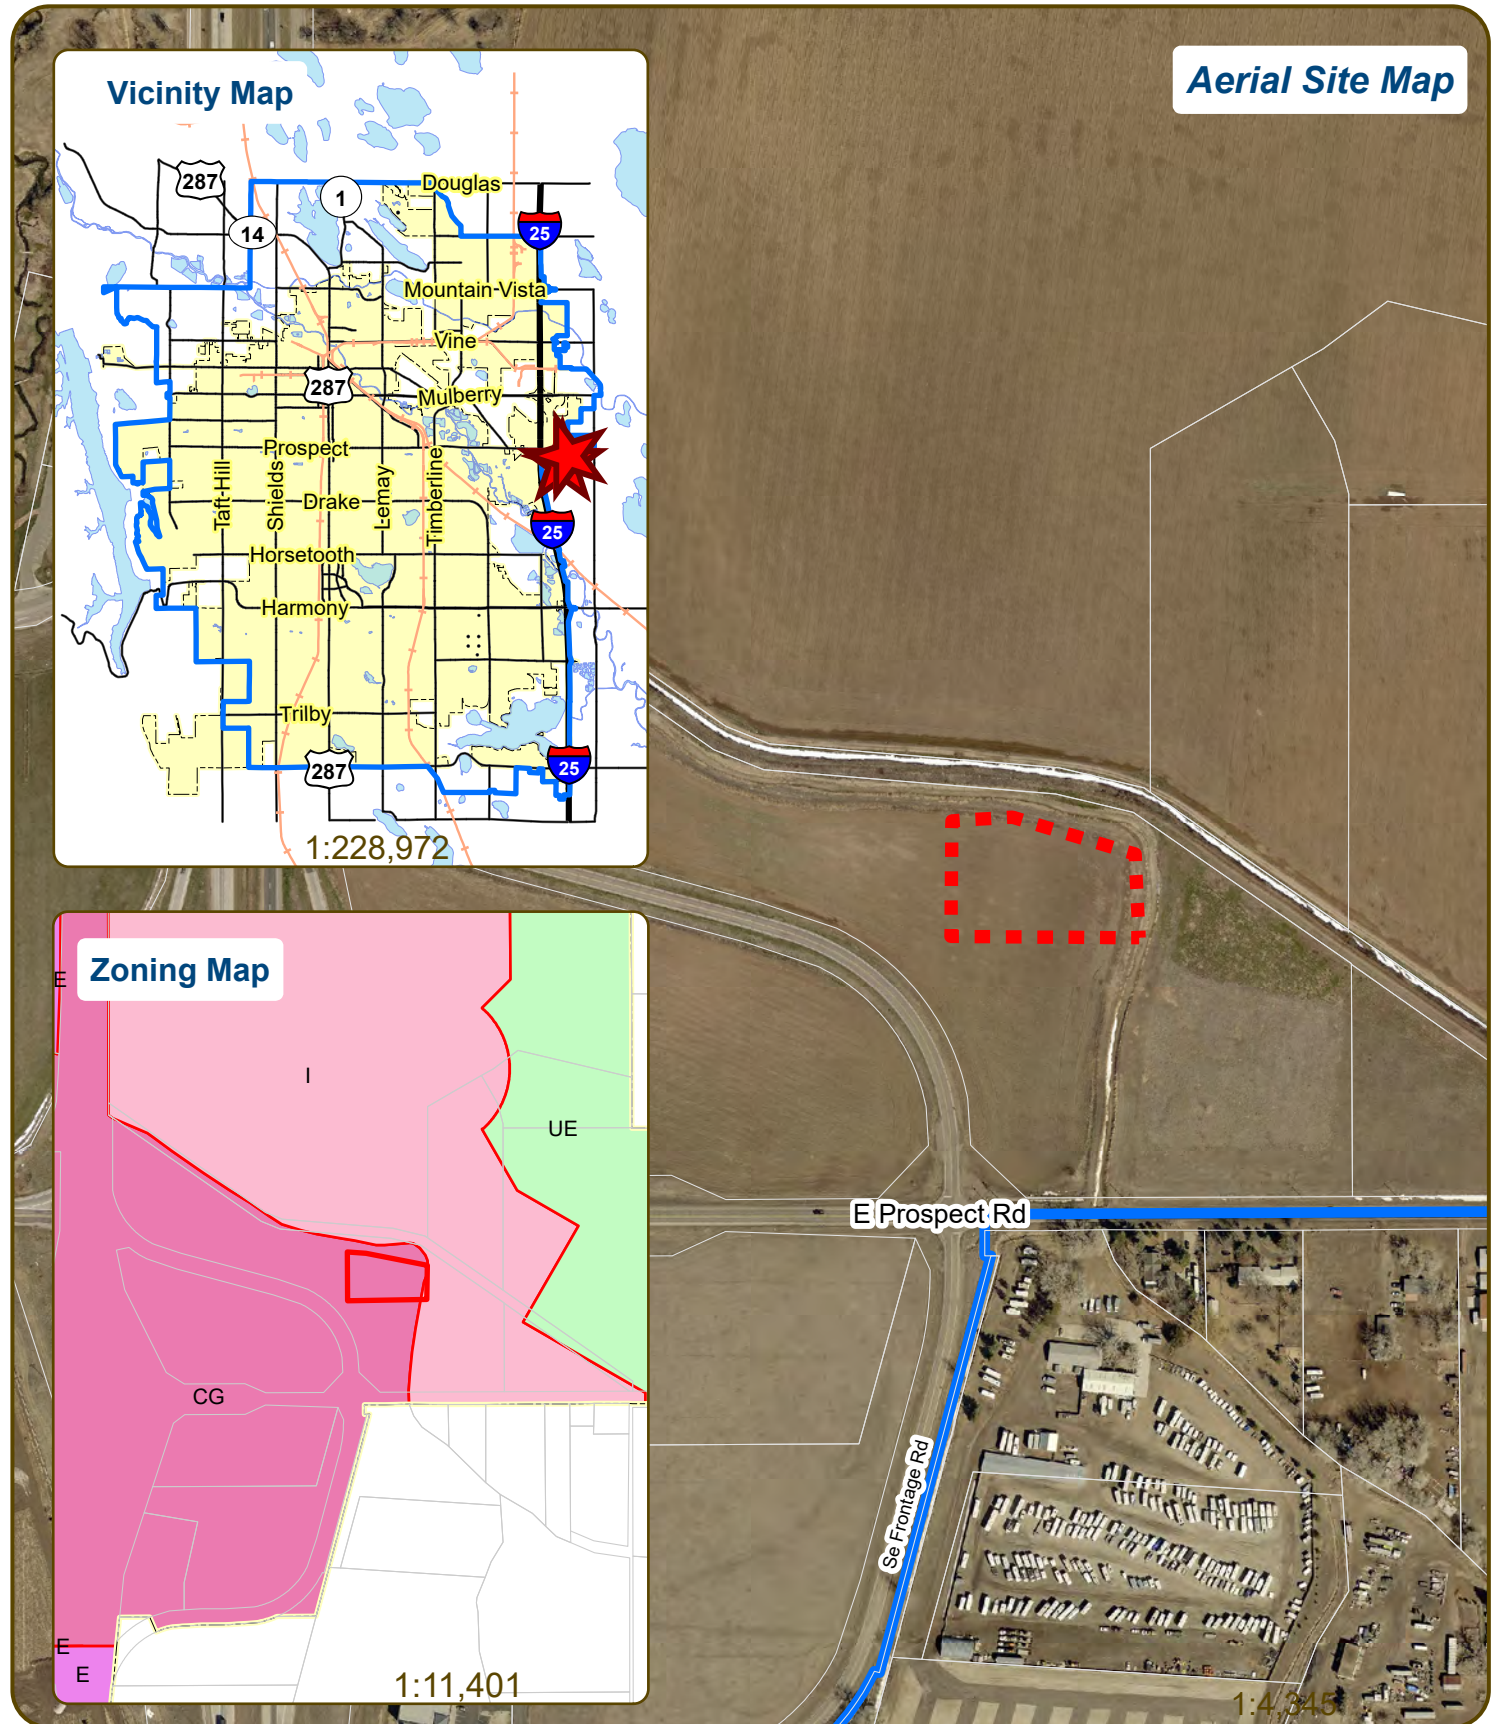 Aerial Site Map
Vicinity Map
287
1
Douglas
14
25
Mountain Vista
Vine
287
Mulberry
Prospect
Taft Hill
Shields
Drake
Lemay
Timberline
25
Horsetooth
Harmony
Trilby
287
25
1:228,972
Zoning Map
E
I
UE
CG
E
E
1:11,401
E Prospect Rd
Se Frontage Rd
1:4,345